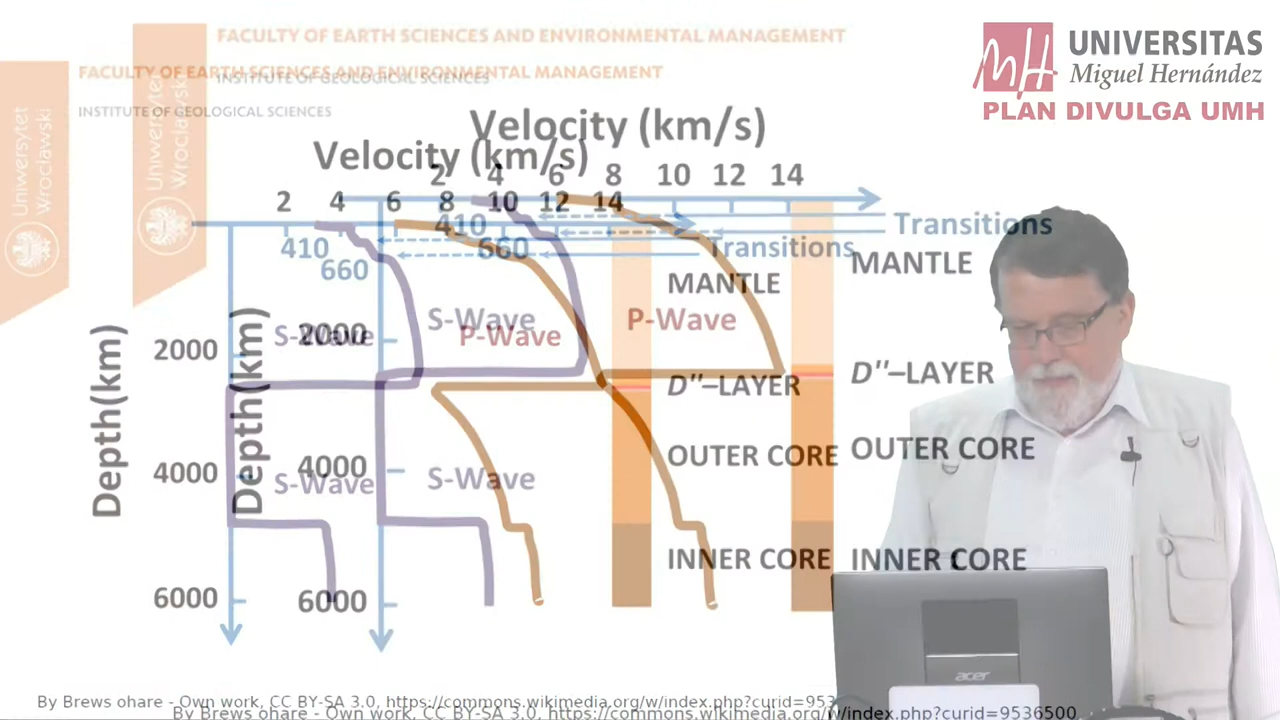 FACULTY OF EARTH SCIENCES AND ENVIRONMENTAL MANAGEMENT
INSTITUTE OF GEOLOGICAL SCIENCES
FACULTY OF EARTH SCIENCES AND ENVIRONMENTAL MANAGEMENT
INSTITUTE OF GEOLOGICAL SCIENCES
Uniwersytet
Wrocławski
Uniwersytet
Wrocławski
UNIVERSITAS
Miguel Hernández
PLAN DIVULGA UMH
Velocity (km/s)
2 4 6 8 10 12 14
Velocity (km/s)
2 4 6 8 10 12 14
410
660
Transitions
410
660
Transitions
MANTLE
MANTLE
S-Wave
P-Wave
S-Wave
P-Wave
Depth(km)
2000
4000
6000
Depth(km)
2000
4000
6000
D"–LAYER
D"–LAYER
OUTER CORE
OUTER CORE
S-Wave
S-Wave
INNER CORE
INNER CORE
acer
By Brews ohare - Own work, CC BY-SA 3.0, https://commons.wikimedia.org/w/index.php?curid=953
By Brews ohare - Own work, CC BY-SA 3.0, https://commons.wikimedia.org/w/index.php?curid=9536500